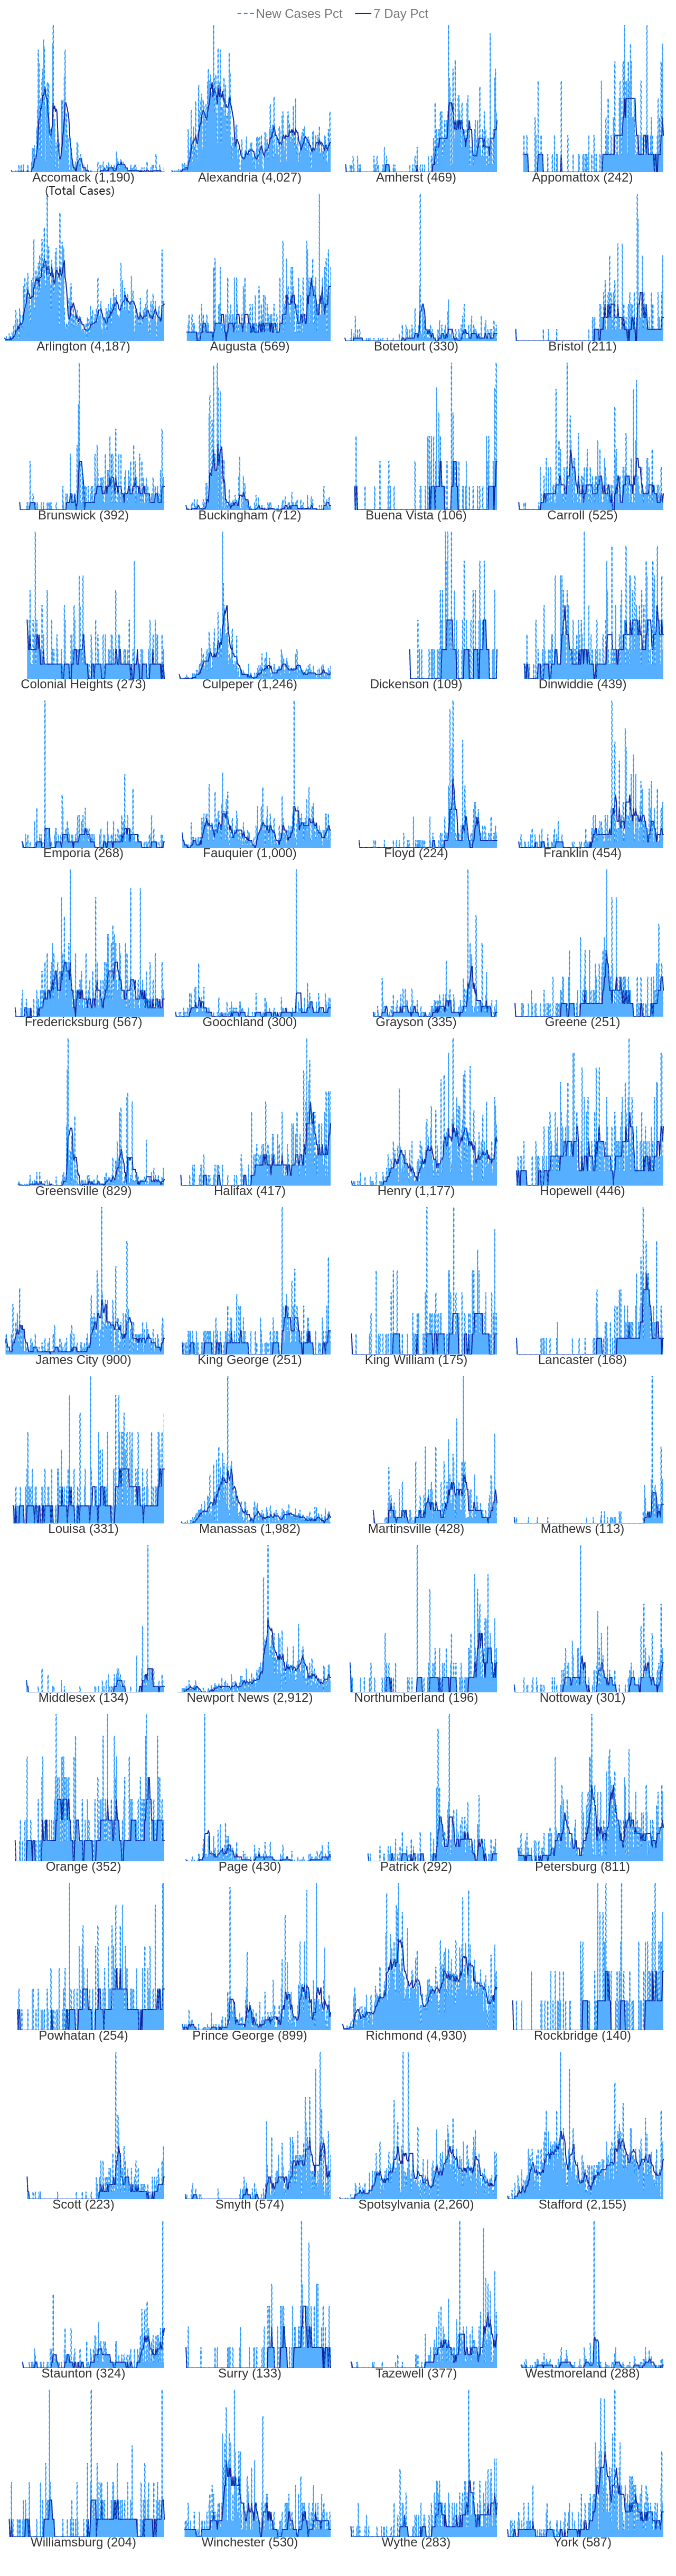 New Cases Pct 7 Day Pct
Accomack (1,190) Alexandria (4,027) Amherst (469) Appomattox (242)
(Total Cases)
Arlington (4,187) Augusta (569) Botetourt (330) Bristol (211)
Brunswick (392) Buckingham (712) Buena Vista (106) Carroll (525)
Colonial Heights (273) Culpeper (1,246) Dickenson (109) Dinwiddie (439)
Emporia (268) Fauquier (1,000) Floyd (224) Franklin (454)
Fredericksburg (567) Goochland (300) Grayson (335) Greene (251)
Greensville (829) Halifax (417) Henry (1,177) Hopewell (446)
James City (900) King George (251) King William (175) Lancaster (168)
Louisa (331) Manassas (1,982) Martinsville (428) Mathews (113)
Middlesex (134) Newport News (2,912) Northumberland (196) Nottoway (301)
Orange (352) Page (430) Patrick (292) Petersburg (811)
Powhatan (254) Prince George (899) Richmond (4,930) Rockbridge (140)
Scott (223) Smyth (574) Spotsylvania (2,260) Stafford (2,155)
Staunton (324) Surry (133) Tazewell (377) Westmoreland (288)
Williamsburg (204) Winchester (530) Wythe (283) York (587)